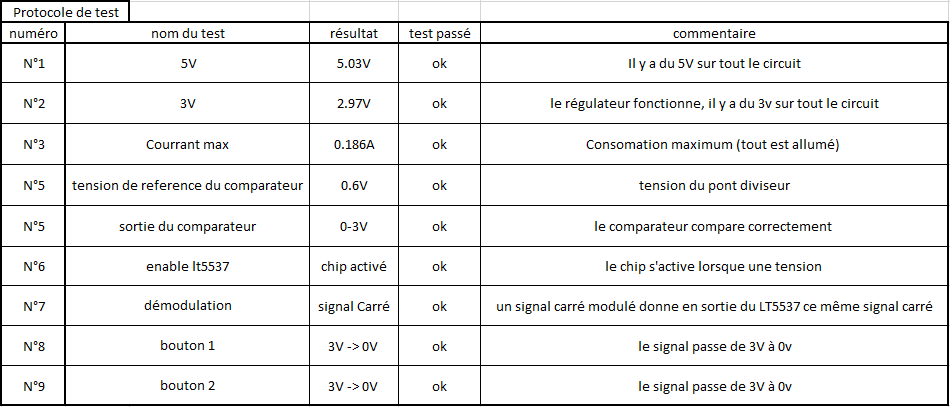 Protocole de test
numéro nom du test résultat test passé commentaire
N°1 5V 5.03V ok Il y a du 5V sur tout le circuit
N°2 3V 2.97V ok le régulateur fonctionne, il y a du 3v sur tout le circuit
N°3 Courrant max 0.186A ok Consomation maximum (tout est allumé)
N°5 tension de reference du comparateur 0.6V ok tension du pont diviseur
N°5 sortie du comparateur 0-3V ok le comparateur compare correctement
N°6 enable lt5537 chip activé ok le chip s'active lorsque une tension
N°7 démodulation signal Carré ok un signal carré modulé donne en sortie du LT5537 ce même signal carré
N°8 bouton 1 3V -> 0V ok le signal passe de 3V à 0v
N°9 bouton 2 3V -> 0V ok le signal passe de 3V à 0v